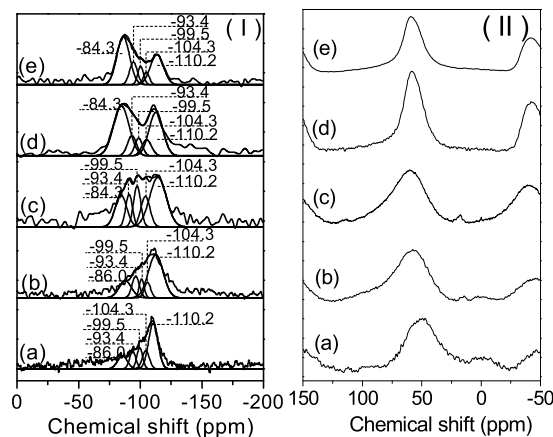 ( I )
-93.4
-99.5
-84.3
-104.3
-110.2
(e)
-93.4
-84.3
-99.5
-104.3
-110.2
(d)
-99.5
-104.3
-93.4
-110.2
-84.3
(c)
-104.3
-99.5
-110.2
-93.4
-86.0
(b)
-104.3
-99.5
-110.2
-93.4
-86.0
(a)
0 -50 -100 -150 -200
Chemical shift (ppm)
( II )
(e)
(d)
(c)
(b)
(a)
150 100 50 0 -50
Chemical shift (ppm)